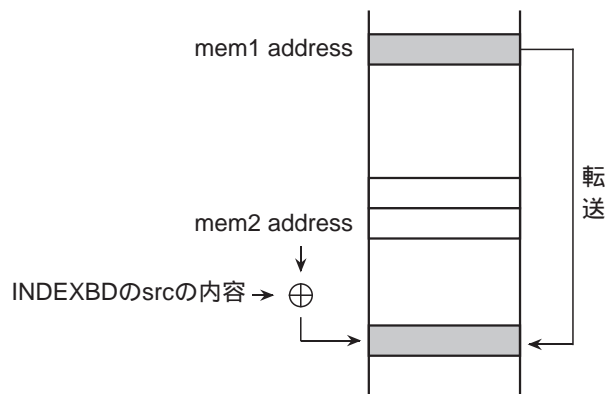 mem1 address
転
送
mem2 address
INDEXBDのsrcの内容